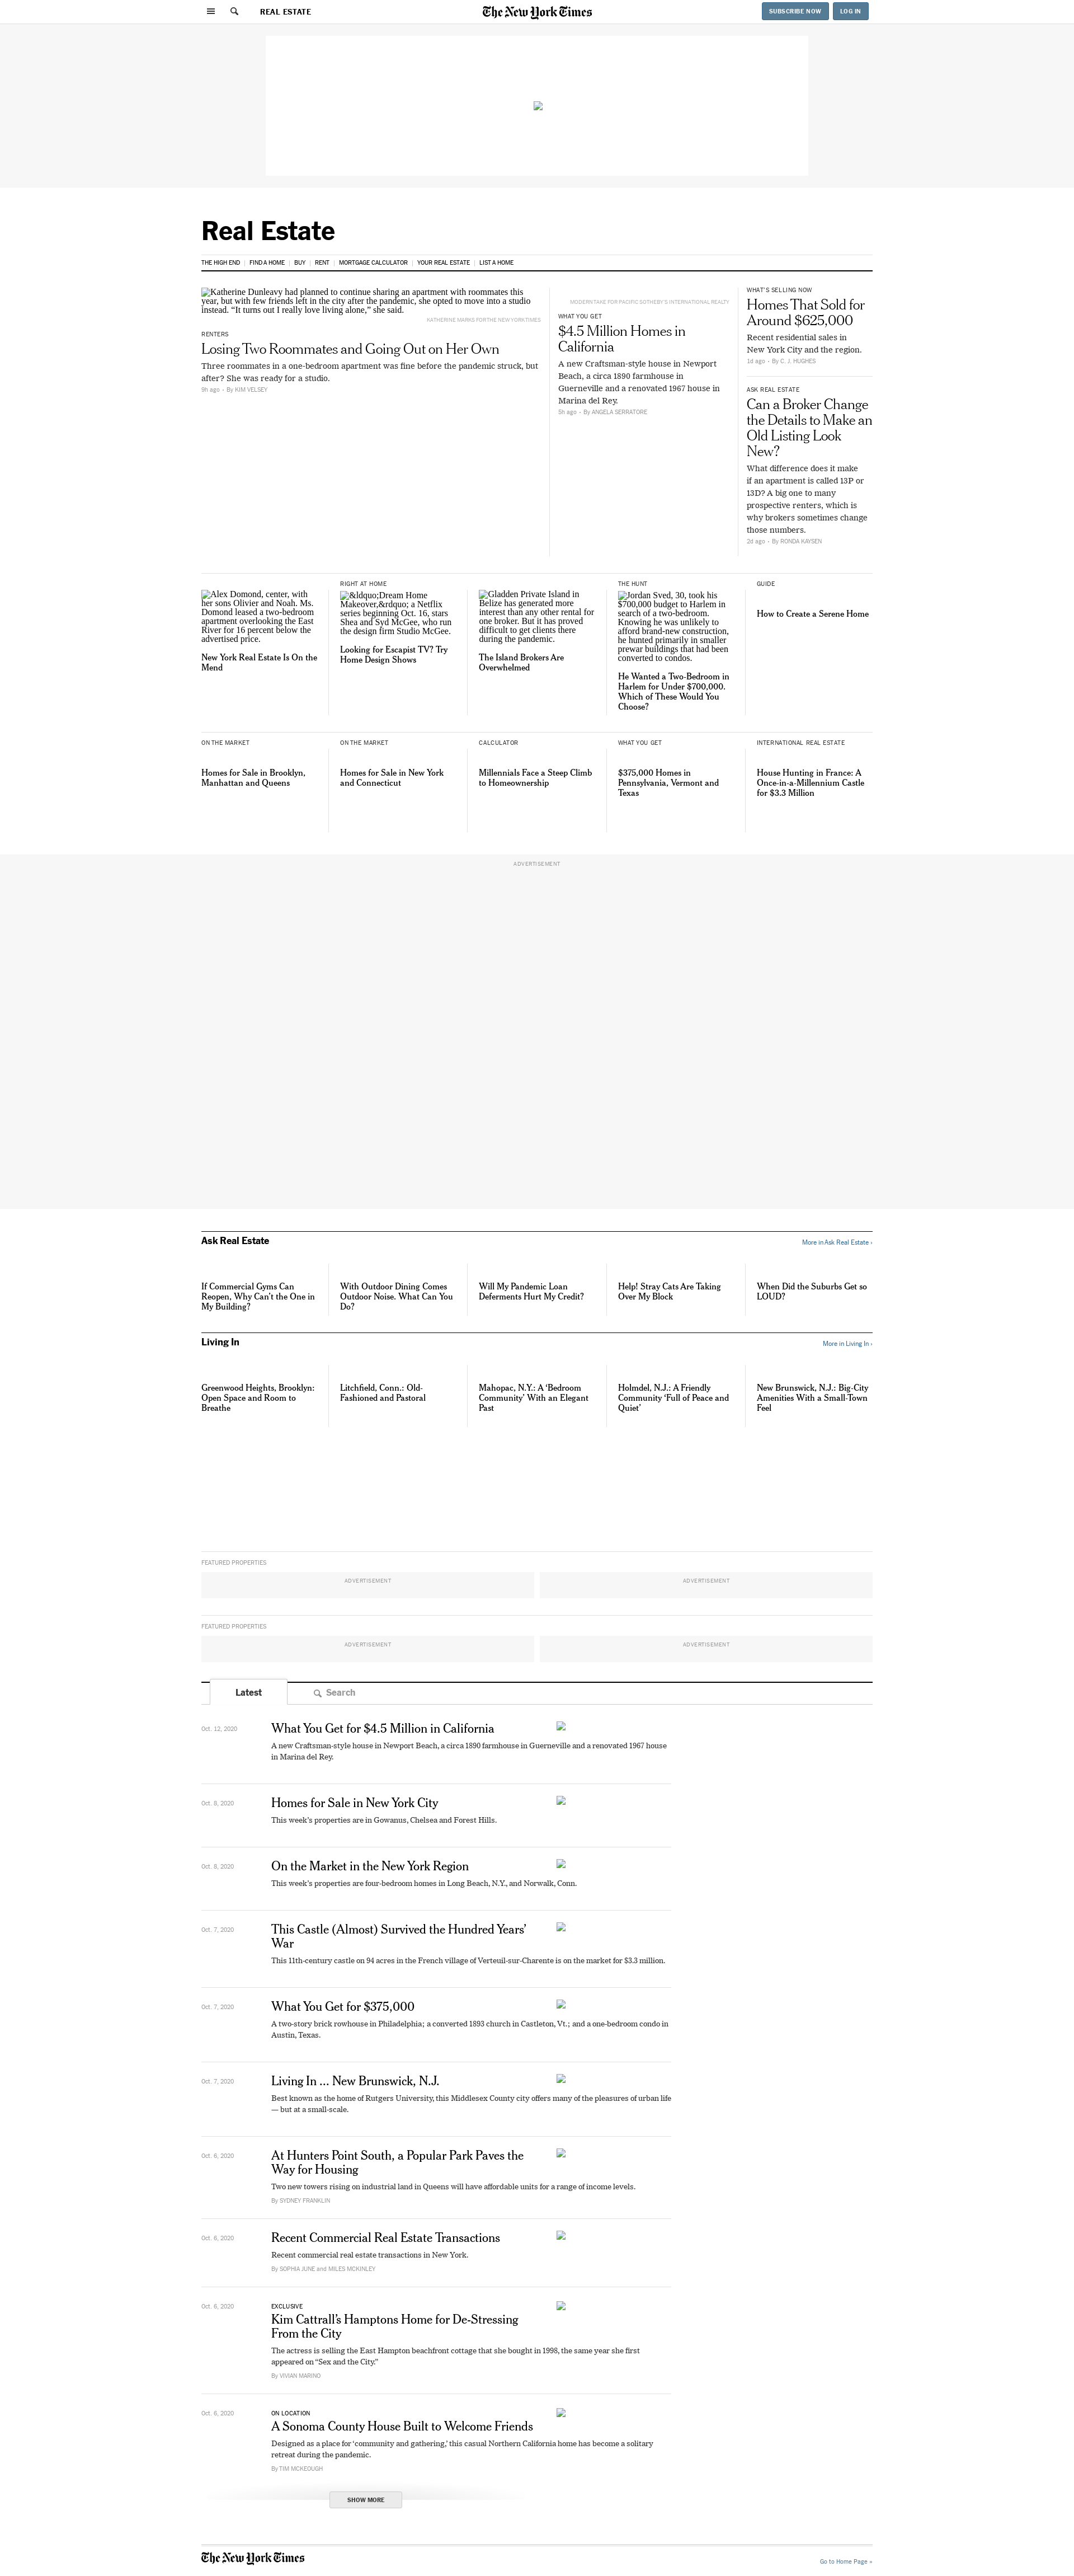 REAL ESTATE
The New York Times
SUBSCRIBE NOW
LOG IN
Real Estate
THE HIGH END
FIND A HOME
BUY
RENT
MORTGAGE CALCULATOR
YOUR REAL ESTATE
LIST A HOME
Katherine Dunleavy had planned to continue sharing an apartment with roommates this
year, but with few friends left in the city after the pandemic, she opted to move into a studio
instead. “It turns out I really love living alone,” she said.
KATHERINE MARKS FOR THE NEW YORK TIMES
RENTERS
Losing Two Roommates and Going Out on Her Own
Three roommates in a one-bedroom apartment was fine before the pandemic struck, but
after? She was ready for a studio.
9h ago · By KIM VELSEY
MODERN TAKE FOR PACIFIC SOTHEBY'S INTERNATIONAL REALTY
WHAT YOU GET
$4.5 Million Homes in
California
A new Craftsman-style house in Newport
Beach, a circa 1890 farmhouse in
Guerneville and a renovated 1967 house in
Marina del Rey.
5h ago · By ANGELA SERRATORE
WHAT'S SELLING NOW
Homes That Sold for
Around $625,000
Recent residential sales in
New York City and the region.
1d ago · By C. J. HUGHES
ASK REAL ESTATE
Can a Broker Change
the Details to Make an
Old Listing Look
New?
What difference does it make
if an apartment is called 13P or
13D? A big one to many
prospective renters, which is
why brokers sometimes change
those numbers.
2d ago · By RONDA KAYSEN
Alex Domond, center, with
her sons Olivier and Noah. Ms.
Domond leased a two-bedroom
apartment overlooking the East
River for 16 percent below the
advertised price.
New York Real Estate Is On the
Mend
RIGHT AT HOME
&ldquo;Dream Home
Makeover,&rdquo; a Netflix
series beginning Oct. 16, stars
Shea and Syd McGee, who run
the design firm Studio McGee.
Looking for Escapist TV? Try
Home Design Shows
Gladden Private Island in
Belize has generated more
interest than any other rental for
one broker. But it has proved
difficult to get clients there
during the pandemic.
The Island Brokers Are
Overwhelmed
THE HUNT
Jordan Sved, 30, took his
$700,000 budget to Harlem in
search of a two-bedroom.
Knowing he was unlikely to
afford brand-new construction,
he hunted primarily in smaller
prewar buildings that had been
converted to condos.
He Wanted a Two-Bedroom in
Harlem for Under $700,000.
Which of These Would You
Choose?
GUIDE
How to Create a Serene Home
ON THE MARKET
Homes for Sale in Brooklyn,
Manhattan and Queens
ON THE MARKET
Homes for Sale in New York
and Connecticut
CALCULATOR
Millennials Face a Steep Climb
to Homeownership
WHAT YOU GET
$375,000 Homes in
Pennsylvania, Vermont and
Texas
INTERNATIONAL REAL ESTATE
House Hunting in France: A
Once-in-a-Millennium Castle
for $3.3 Million
ADVERTISEMENT
Ask Real Estate
More in Ask Real Estate ›
If Commercial Gyms Can
Reopen, Why Can't the One in
My Building?
With Outdoor Dining Comes
Outdoor Noise. What Can You
Do?
Will My Pandemic Loan
Deferments Hurt My Credit?
Help! Stray Cats Are Taking
Over My Block
When Did the Suburbs Get so
LOUD?
Living In
More in Living In ›
Greenwood Heights, Brooklyn:
Open Space and Room to
Breathe
Litchfield, Conn.: Old-
Fashioned and Pastoral
Mahopac, N.Y.: A ‘Bedroom
Community’ With an Elegant
Past
Holmdel, N.J.: A Friendly
Community ‘Full of Peace and
Quiet’
New Brunswick, N.J.: Big-City
Amenities With a Small-Town
Feel
FEATURED PROPERTIES
ADVERTISEMENT
ADVERTISEMENT
FEATURED PROPERTIES
ADVERTISEMENT
ADVERTISEMENT
Latest
Search
Oct. 12, 2020
What You Get for $4.5 Million in California
A new Craftsman-style house in Newport Beach, a circa 1890 farmhouse in Guerneville and a renovated 1967 house
in Marina del Rey.
Oct. 8, 2020
Homes for Sale in New York City
This week's properties are in Gowanus, Chelsea and Forest Hills.
Oct. 8, 2020
On the Market in the New York Region
This week's properties are four-bedroom homes in Long Beach, N.Y., and Norwalk, Conn.
Oct. 7, 2020
This Castle (Almost) Survived the Hundred Years’
War
This 11th-century castle on 94 acres in the French village of Verteuil-sur-Charente is on the market for $3.3 million.
Oct. 7, 2020
What You Get for $375,000
A two-story brick rowhouse in Philadelphia; a converted 1893 church in Castleton, Vt.; and a one-bedroom condo in
Austin, Texas.
Oct. 7, 2020
Living In ... New Brunswick, N.J.
Best known as the home of Rutgers University, this Middlesex County city offers many of the pleasures of urban life
— but at a small-scale.
Oct. 6, 2020
At Hunters Point South, a Popular Park Paves the
Way for Housing
Two new towers rising on industrial land in Queens will have affordable units for a range of income levels.
By SYDNEY FRANKLIN
Oct. 6, 2020
Recent Commercial Real Estate Transactions
Recent commercial real estate transactions in New York.
By SOPHIA JUNE and MILES MCKINLEY
Oct. 6, 2020
EXCLUSIVE
Kim Cattrall’s Hamptons Home for De-Stressing
From the City
The actress is selling the East Hampton beachfront cottage that she bought in 1998, the same year she first
appeared on “Sex and the City.”
By VIVIAN MARINO
Oct. 6, 2020
ON LOCATION
A Sonoma County House Built to Welcome Friends
Designed as a place for ‘community and gathering,’ this casual Northern California home has become a solitary
retreat during the pandemic.
By TIM MCKEOUGH
SHOW MORE
The New York Times
Go to Home Page »